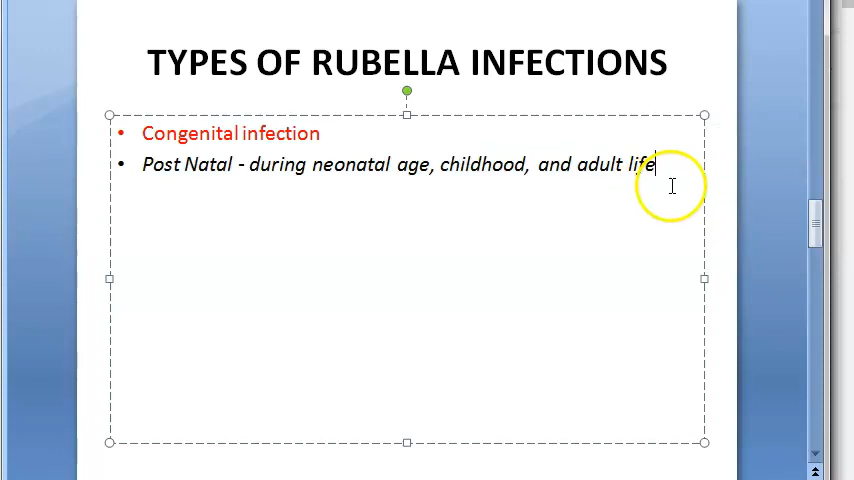 TYPES OF RUBELLA INFECTIONS
• Congenital infection
• Post Natal - during neonatal age, childhood, and adult life